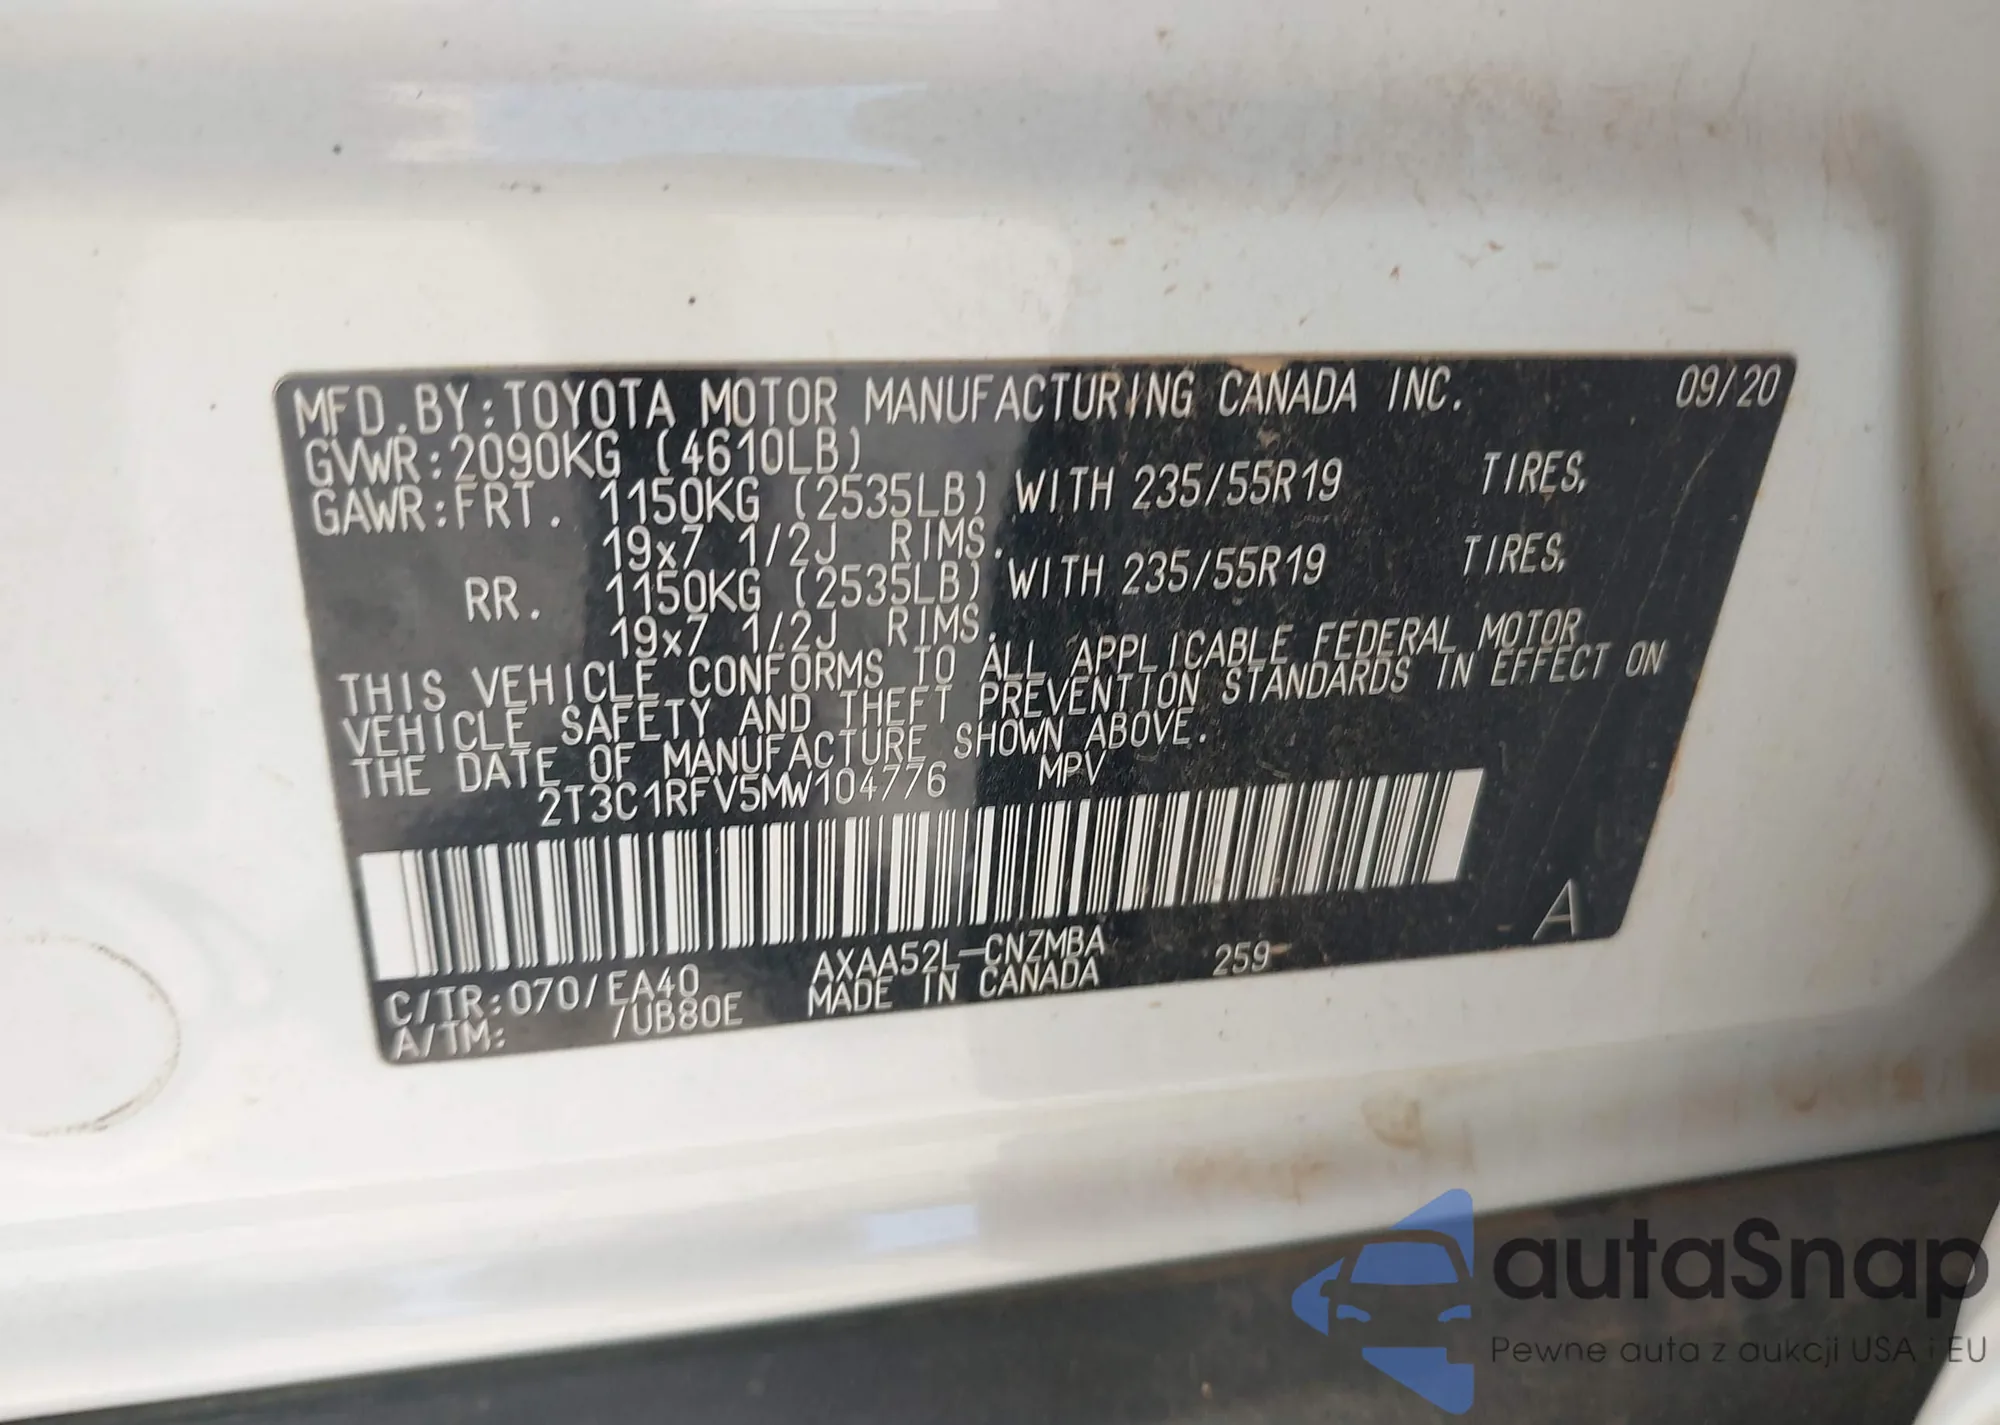 MFD.BY:TOYOTA MOTOR MANUFACTURING CANADA INC. 09/20
GVWR:2090KG (4610LB)
GAWR:FRT. 1150KG (2535LB) WITH 235/55R19 TIRES,
19x7 1/2J RIMS.
RR. 1150KG (2535LB) WITH 235/55R19 TIRES,
19x7 1/2J RIMS.
THIS VEHICLE CONFORMS TO ALL APPLICABLE FEDERAL MOTOR
VEHICLE SAFETY AND THEFT PREVENTION STANDARDS IN EFFECT ON
THE DATE OF MANUFACTURE SHOWN ABOVE.
2T3C1RFV5MW104776 MPV
A
C/TR:070/EA40 AXAA52L-CNZMBA 259
A/TM: /UB80E MADE IN CANADA
autaSnap
Pewne auta z aukcji USA i EU